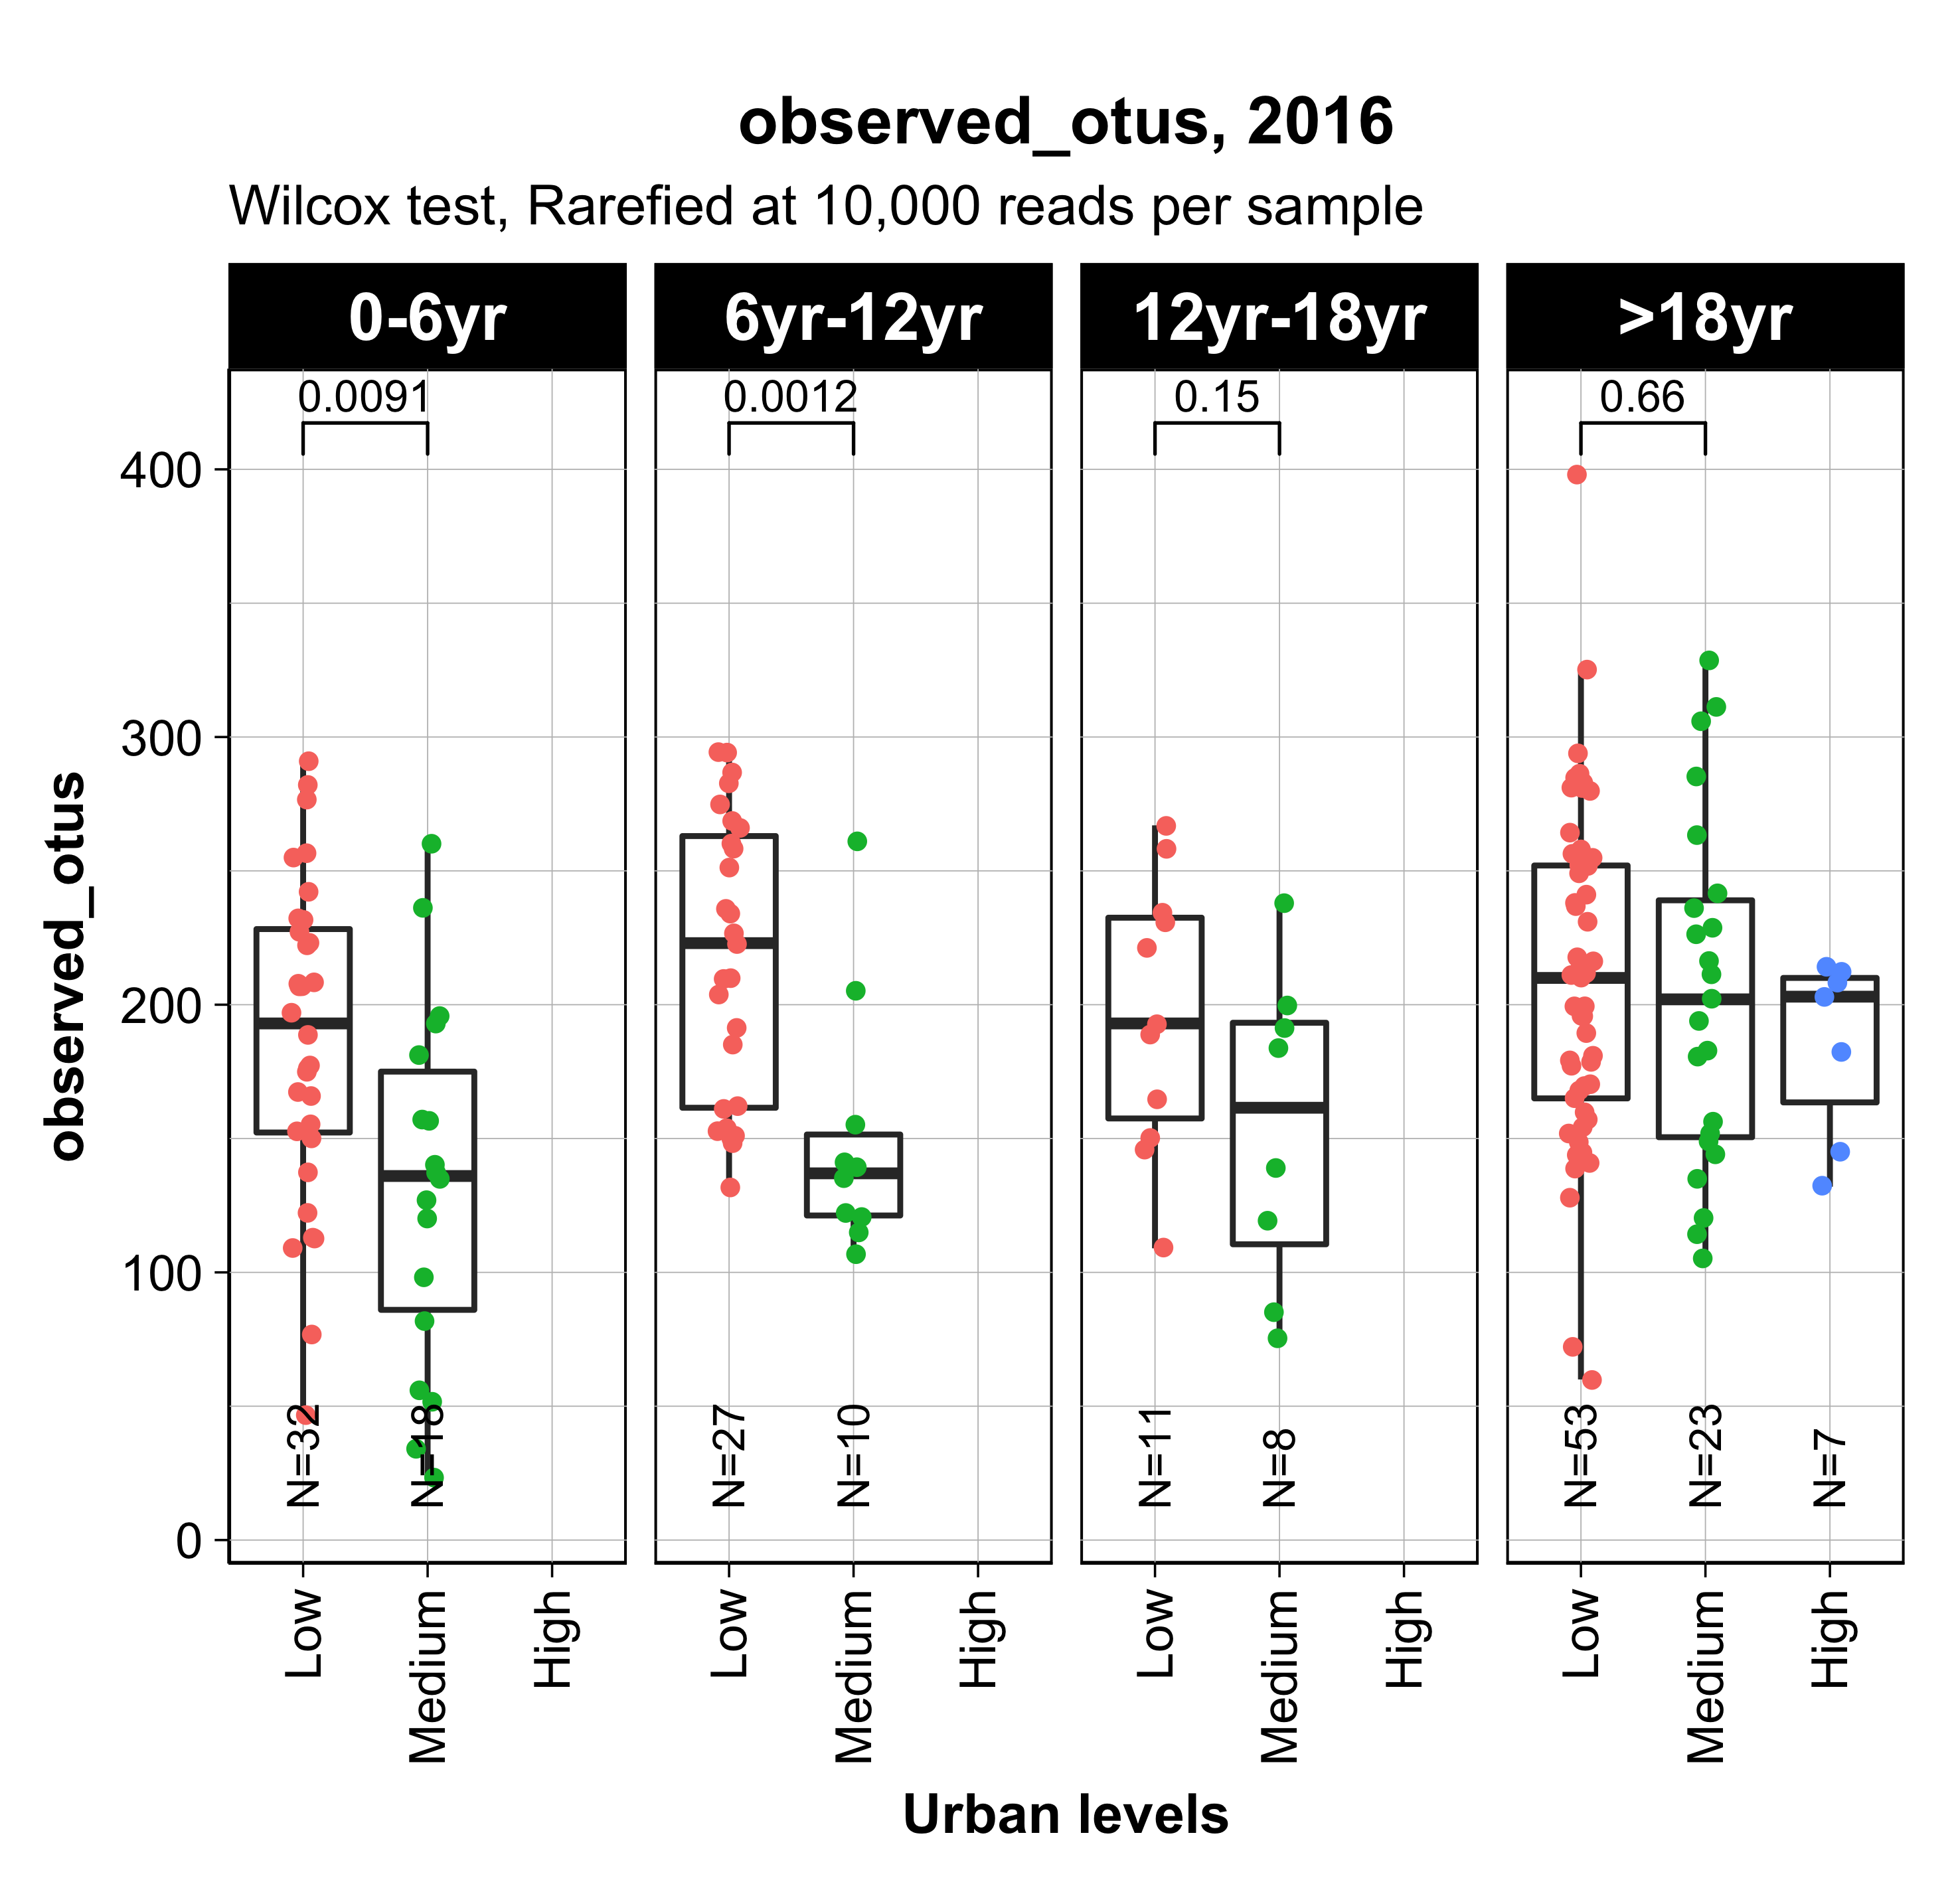 observed_otus, 2016
Wilcox test, Rarefied at 10,000 reads per sample
0-6yr 6yr-12yr 12yr-18yr >18yr
0.0091 0.0012 0.15 0.66
400
300
200
100
0
observed_otus
N=32 N=18 N=27 N=10 N=11 N=8 N=53 N=23 N=7
Low Medium High Low Medium High Low Medium High Low Medium High
Urban levels